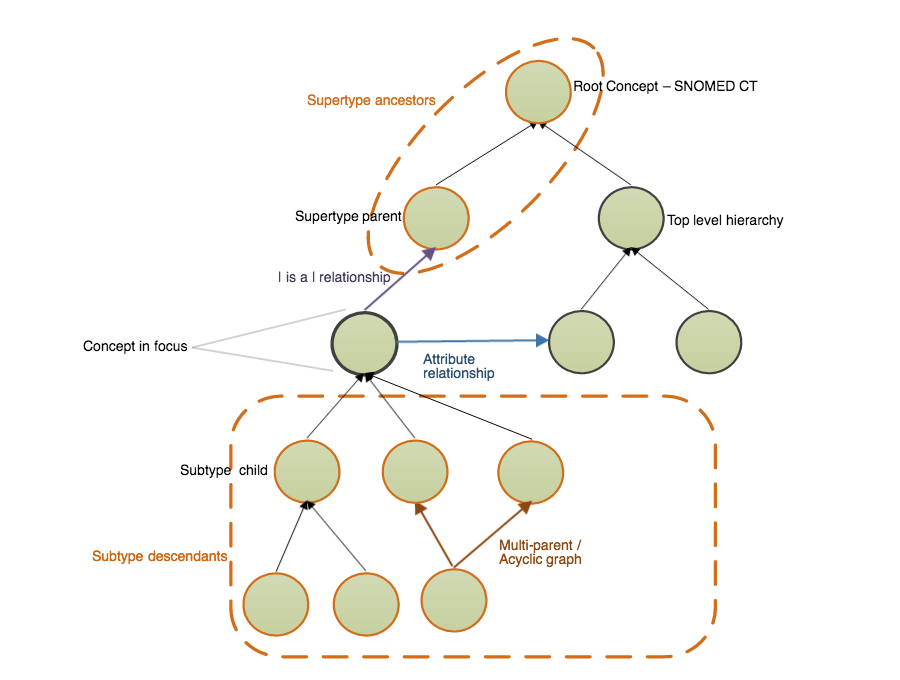 Root Concept – SNOMED CT
Supertype ancestors
Supertype parent
Top level hierarchy
| is a | relationship
Concept in focus
Attribute
relationship
Subtype child
Multi-parent /
Acyclic graph
Subtype descendants